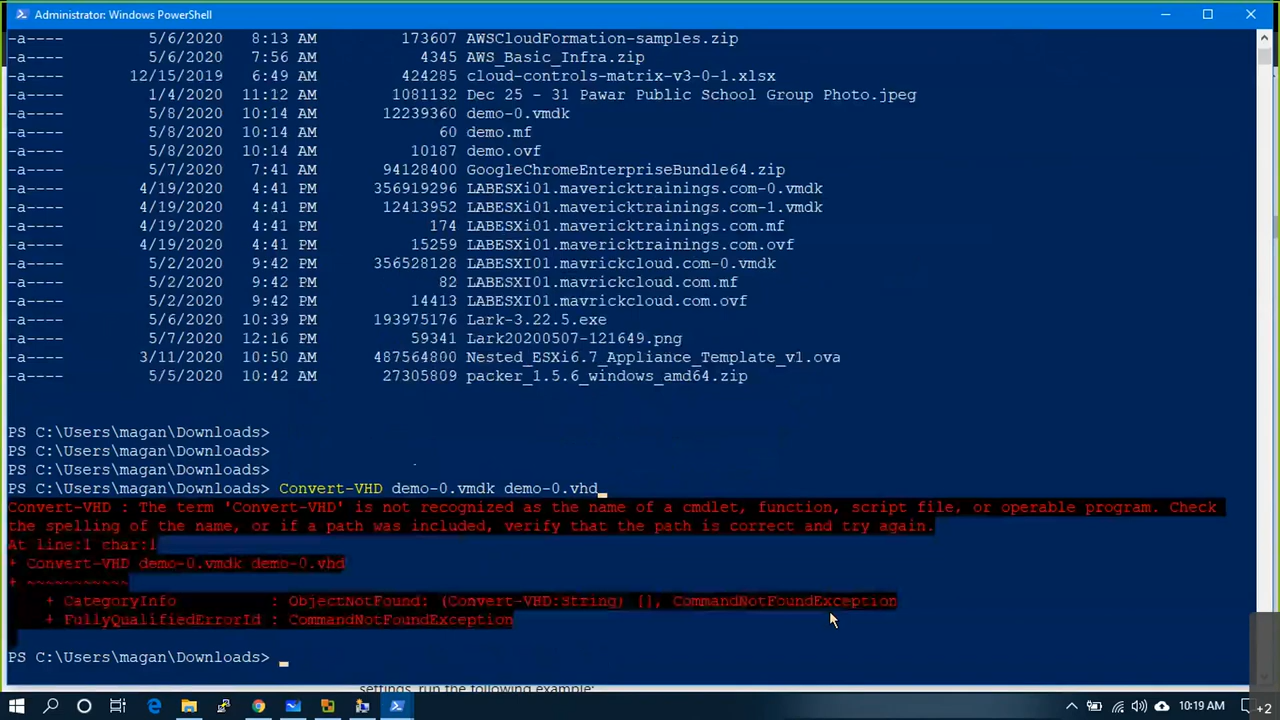 Administrator: Windows PowerShell
-a---- 5/6/2020 8:13 AM 173607 AWSCloudFormation-samples.zip
-a---- 5/6/2020 7:56 AM 4345 AWS_Basic_Infra.zip
-a---- 12/15/2019 6:49 AM 424285 cloud-controls-matrix-v3-0-1.xlsx
-a---- 1/4/2020 11:12 AM 1081132 Dec 25 - 31 Pawar Public School Group Photo.jpeg
-a---- 5/8/2020 10:14 AM 12239360 demo-0.vmdk
-a---- 5/8/2020 10:14 AM 60 demo.mf
-a---- 5/8/2020 10:14 AM 10187 demo.ovf
-a---- 5/7/2020 7:41 AM 94128400 GoogleChromeEnterpriseBundle64.zip
-a---- 4/19/2020 4:41 PM 356919296 LABESXi01.mavericktrainings.com-0.vmdk
-a---- 4/19/2020 4:41 PM 12413952 LABESXi01.mavericktrainings.com-1.vmdk
-a---- 4/19/2020 4:41 PM 174 LABESXi01.mavericktrainings.com.mf
-a---- 4/19/2020 4:41 PM 15259 LABESXi01.mavericktrainings.com.ovf
-a---- 5/2/2020 9:42 PM 356528128 LABESXI01.mavrickcloud.com-0.vmdk
-a---- 5/2/2020 9:42 PM 82 LABESXI01.mavrickcloud.com.mf
-a---- 5/2/2020 9:42 PM 14413 LABESXI01.mavrickcloud.com.ovf
-a---- 5/6/2020 10:39 PM 193975176 Lark-3.22.5.exe
-a---- 5/7/2020 12:16 PM 59341 Lark20200507-121649.png
-a---- 3/11/2020 10:50 AM 487564800 Nested_ESXi6.7_Appliance_Template_v1.ova
-a---- 5/5/2020 10:42 AM 27305809 packer_1.5.6_windows_amd64.zip
PS C:\Users\magan\Downloads>
PS C:\Users\magan\Downloads>
PS C:\Users\magan\Downloads>
PS C:\Users\magan\Downloads> Convert-VHD demo-0.vmdk demo-0.vhd
Convert-VHD : The term 'Convert-VHD' is not recognized as the name of a cmdlet, function, script file, or operable program. Check
the spelling of the name, or if a path was included, verify that the path is correct and try again.
At line:1 char:1
+ Convert-VHD demo-0.vmdk demo-0.vhd
+ ~~~~~~~~~~~
+ CategoryInfo : ObjectNotFound: (Convert-VHD:String) [], CommandNotFoundException
+ FullyQualifiedErrorId : CommandNotFoundException
PS C:\Users\magan\Downloads>
settings, run the following example:
10:19 AM
+2